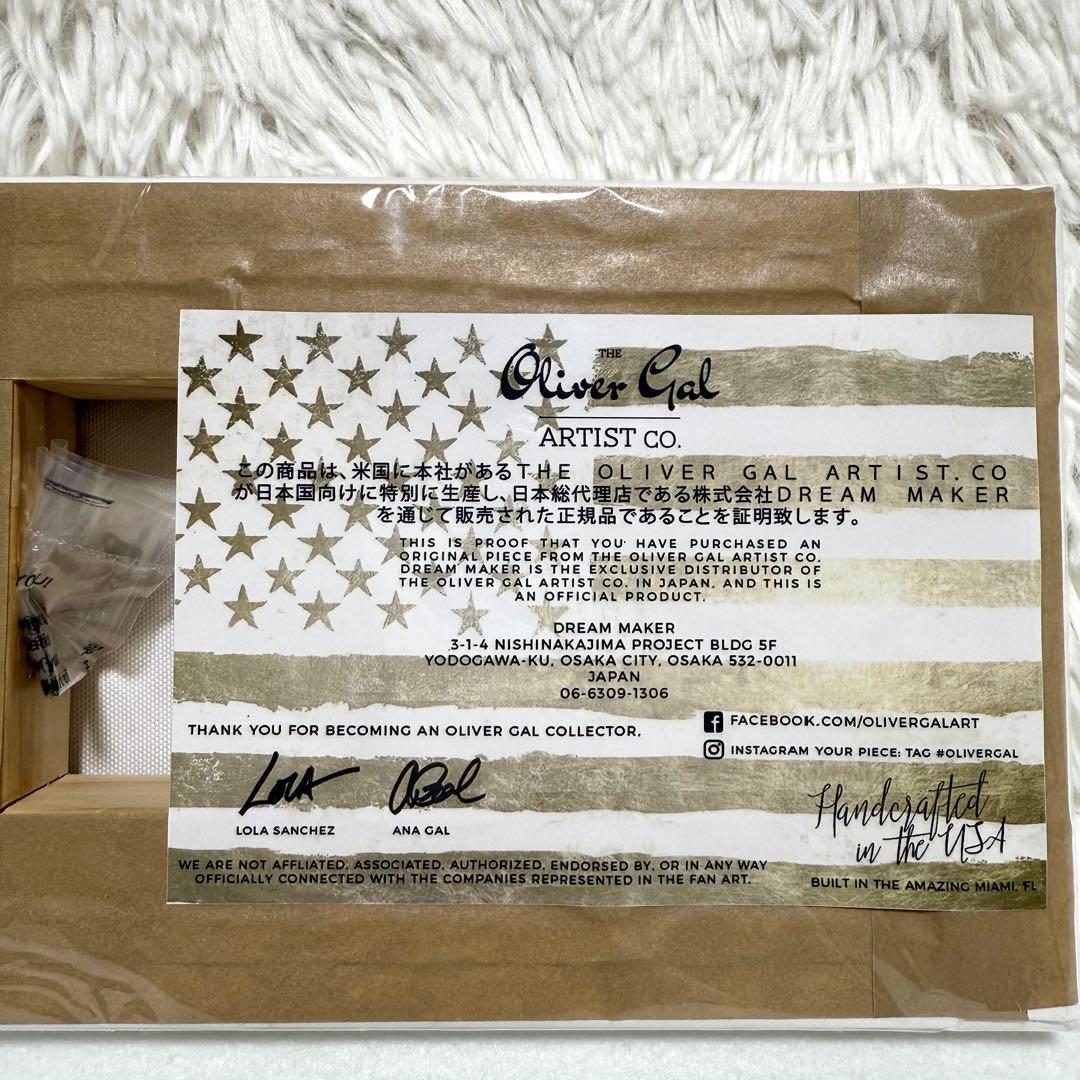 THE
Oliver Gal
ARTIST CO.
この商品は、米国に本社があるTHE OLIVER GAL ARTIST.CO
が日本国向けに特別に生産し、日本総代理店である株式会社DREAM MAKER
を通じて販売された正規品であることを証明致します。
THIS IS PROOF THAT YOU HAVE PURCHASED AN
ORIGINAL PIECE FROM THE OLIVER GAL ARTIST CO.
DREAM MAKER IS THE EXCLUSIVE DISTRIBUTOR OF
THE OLIVER GAL ARTIST CO. IN JAPAN. AND THIS IS
AN OFFICIAL PRODUCT.
DREAM MAKER
3-1-4 NISHINAKAJIMA PROJECT BLDG 5F
YODOGAWA-KU, OSAKA CITY, OSAKA 532-0011
JAPAN
06-6309-1306
THANK YOU FOR BECOMING AN OLIVER GAL COLLECTOR,
FACEBOOK.COM/OLIVERGALART
INSTAGRAM YOUR PIECE: TAG #OLIVERGAL
LOLA SANCHEZ
ANA GAL
Handcrafted
in the USA
WE ARE NOT AFFLIATED, ASSOCIATED, AUTHORIZED, ENDORSED BY, OR IN ANY WAY
OFFICIALLY CONNECTED WITH THE COMPANIES REPRESENTED IN THE FAN ART.
BUILT IN THE AMAZING MIAMI, FL